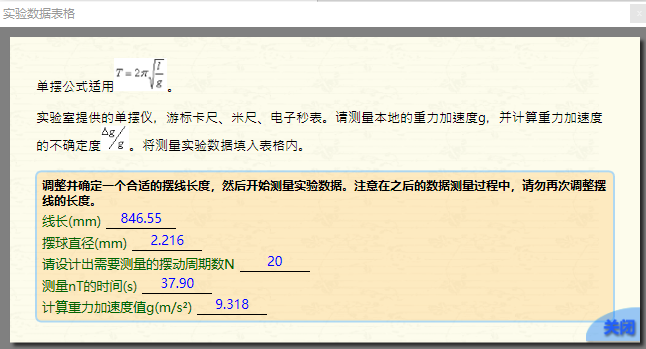 实验数据表格
单摆公式适用T=2π√(l/g)。
实验室提供的单摆仪，游标卡尺、米尺、电子秒表。请测量本地的重力加速度g，并计算重力加速度
的不确定度Δg/g。将测量实验数据填入表格内。
调整并确定一个合适的摆线长度，然后开始测量实验数据。注意在之后的数据测量过程中，请勿再次调整摆
线的长度。
线长(mm) 846.55
摆球直径(mm) 2.216
请设计出需要测量的摆动周期数N 20
测量nT的时间(s) 37.90
计算重力加速度值g(m/s²) 9.318
关闭